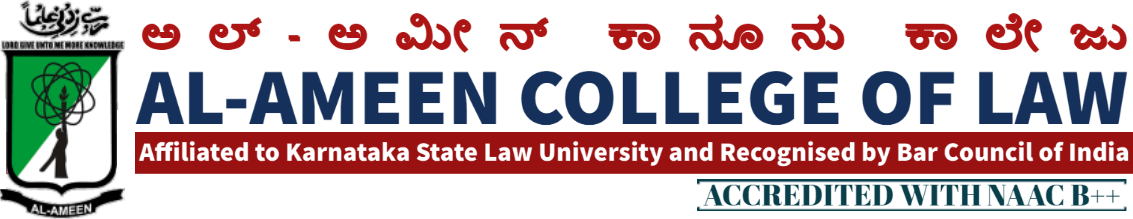 رَبِّ زِدْنِي عِلْمًا
LORD GIVE UNTO ME MORE KNOWLEDGE
AL-AMEEN
ಅಲ್ - ಅಮೀನ್ ಕಾನೂನು ಕಾಲೇಜು
AL-AMEEN COLLEGE OF LAW
Affiliated to Karnataka State Law University and Recognised by Bar Council of India
ACCREDITED WITH NAAC B++